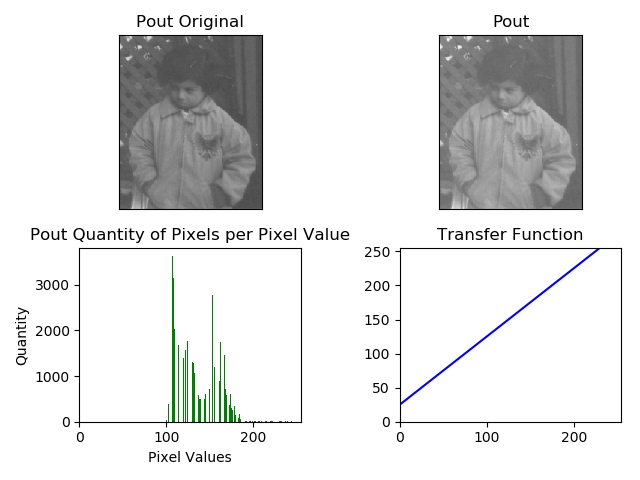 Pout Original
Pout
Pout Quantity of Pixels per Pixel Value
Quantity
3000
2000
1000
0
0 100 200
Pixel Values
Transfer Function
250
200
150
100
50
0
0 100 200